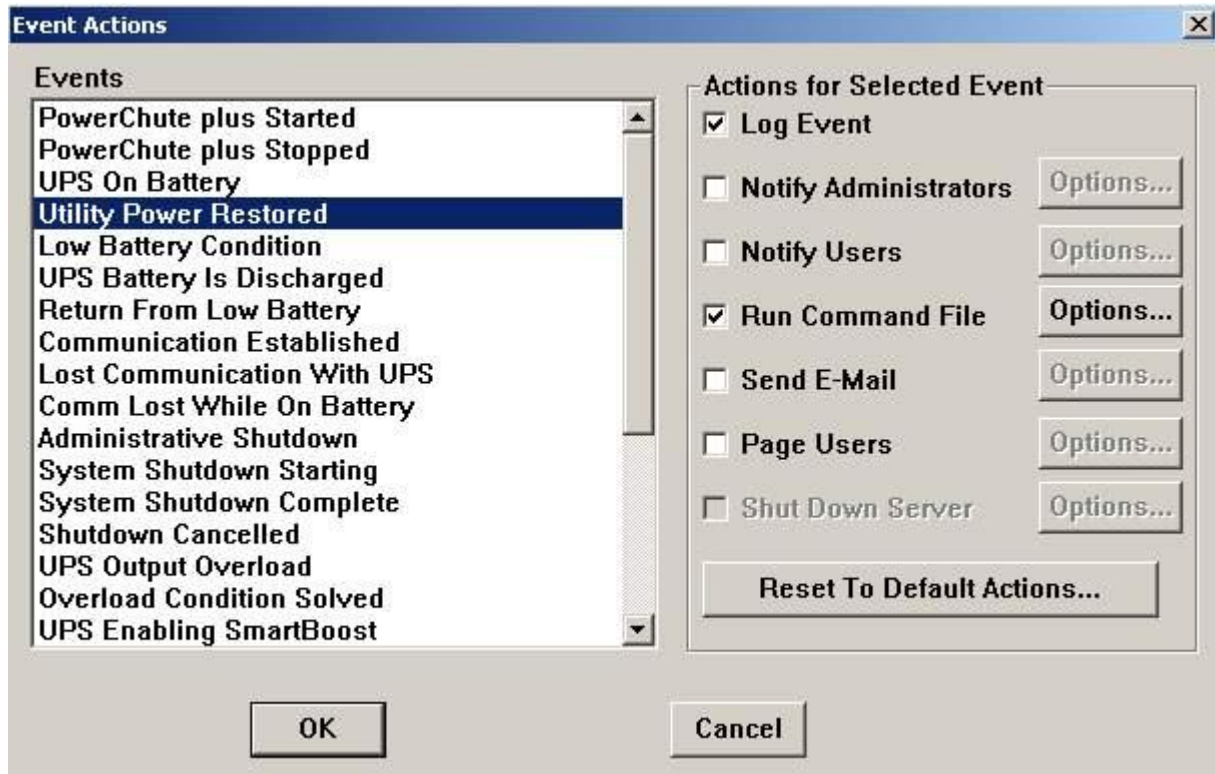 Event Actions
Events
PowerChute plus Started
PowerChute plus Stopped
UPS On Battery
Utility Power Restored
Low Battery Condition
UPS Battery Is Discharged
Return From Low Battery
Communication Established
Lost Communication With UPS
Comm Lost While On Battery
Administrative Shutdown
System Shutdown Starting
System Shutdown Complete
Shutdown Cancelled
UPS Output Overload
Overload Condition Solved
UPS Enabling SmartBoost
Actions for Selected Event
Log Event
Notify Administrators
Options...
Notify Users
Options...
Run Command File
Options...
Send E-Mail
Options...
Page Users
Options...
Shut Down Server
Options...
Reset To Default Actions...
OK
Cancel